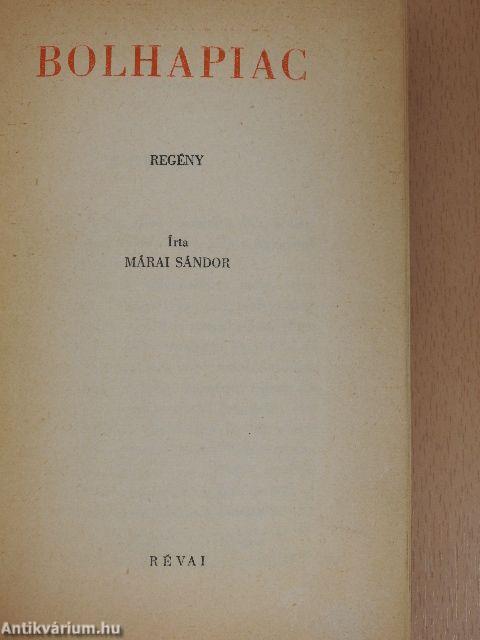 BOLHAPIAC
REGÉNY
Írta
MÁRAI SÁNDOR
RÉVAI
Antikvárium.hu